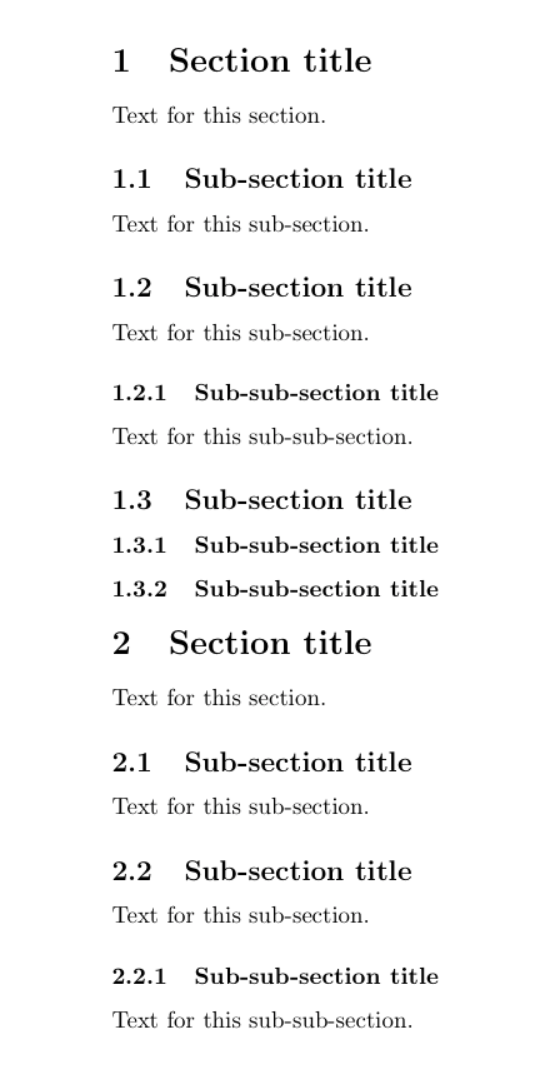 1 Section title
Text for this section.
1.1 Sub-section title
Text for this sub-section.
1.2 Sub-section title
Text for this sub-section.
1.2.1 Sub-sub-section title
Text for this sub-sub-section.
1.3 Sub-section title
1.3.1 Sub-sub-section title
1.3.2 Sub-sub-section title
2 Section title
Text for this section.
2.1 Sub-section title
Text for this sub-section.
2.2 Sub-section title
Text for this sub-section.
2.2.1 Sub-sub-section title
Text for this sub-sub-section.